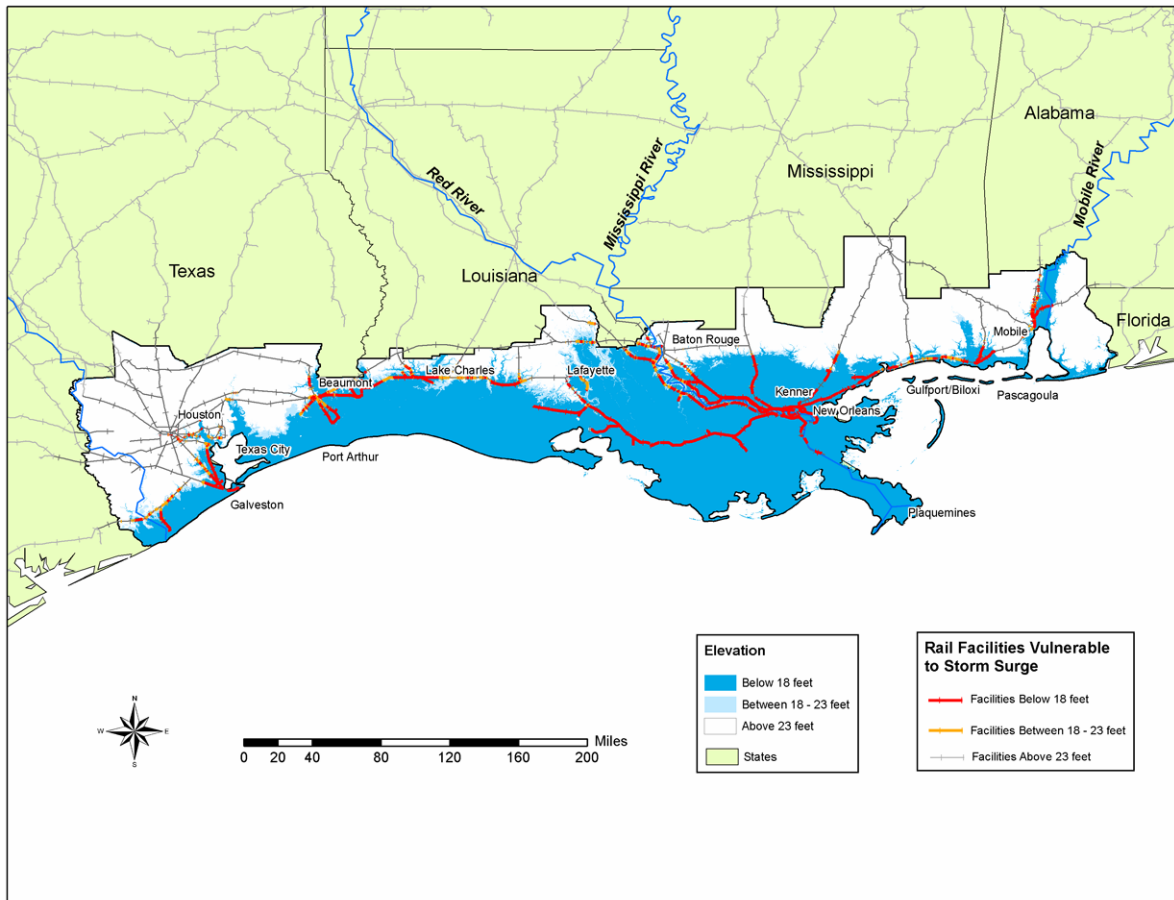 Alabama
Mississippi River
Mobile River
Mississippi
Red River
Texas
Louisiana
Florida
Mobile
Baton Rouge
Lake Charles
Lafayette
Beaumont
Kenner
Gulfport/Biloxi
Pascagoula
Houston
New Orleans
Texas City
Port Arthur
Galveston
Plaquemines
Elevation
Below 18 feet
Between 18 - 23 feet
Above 23 feet
States
Rail Facilities Vulnerable
to Storm Surge
Facilities Below 18 feet
Facilities Between 18 - 23 feet
Facilities Above 23 feet
N
W E
S
Miles
0 20 40 80 120 160 200